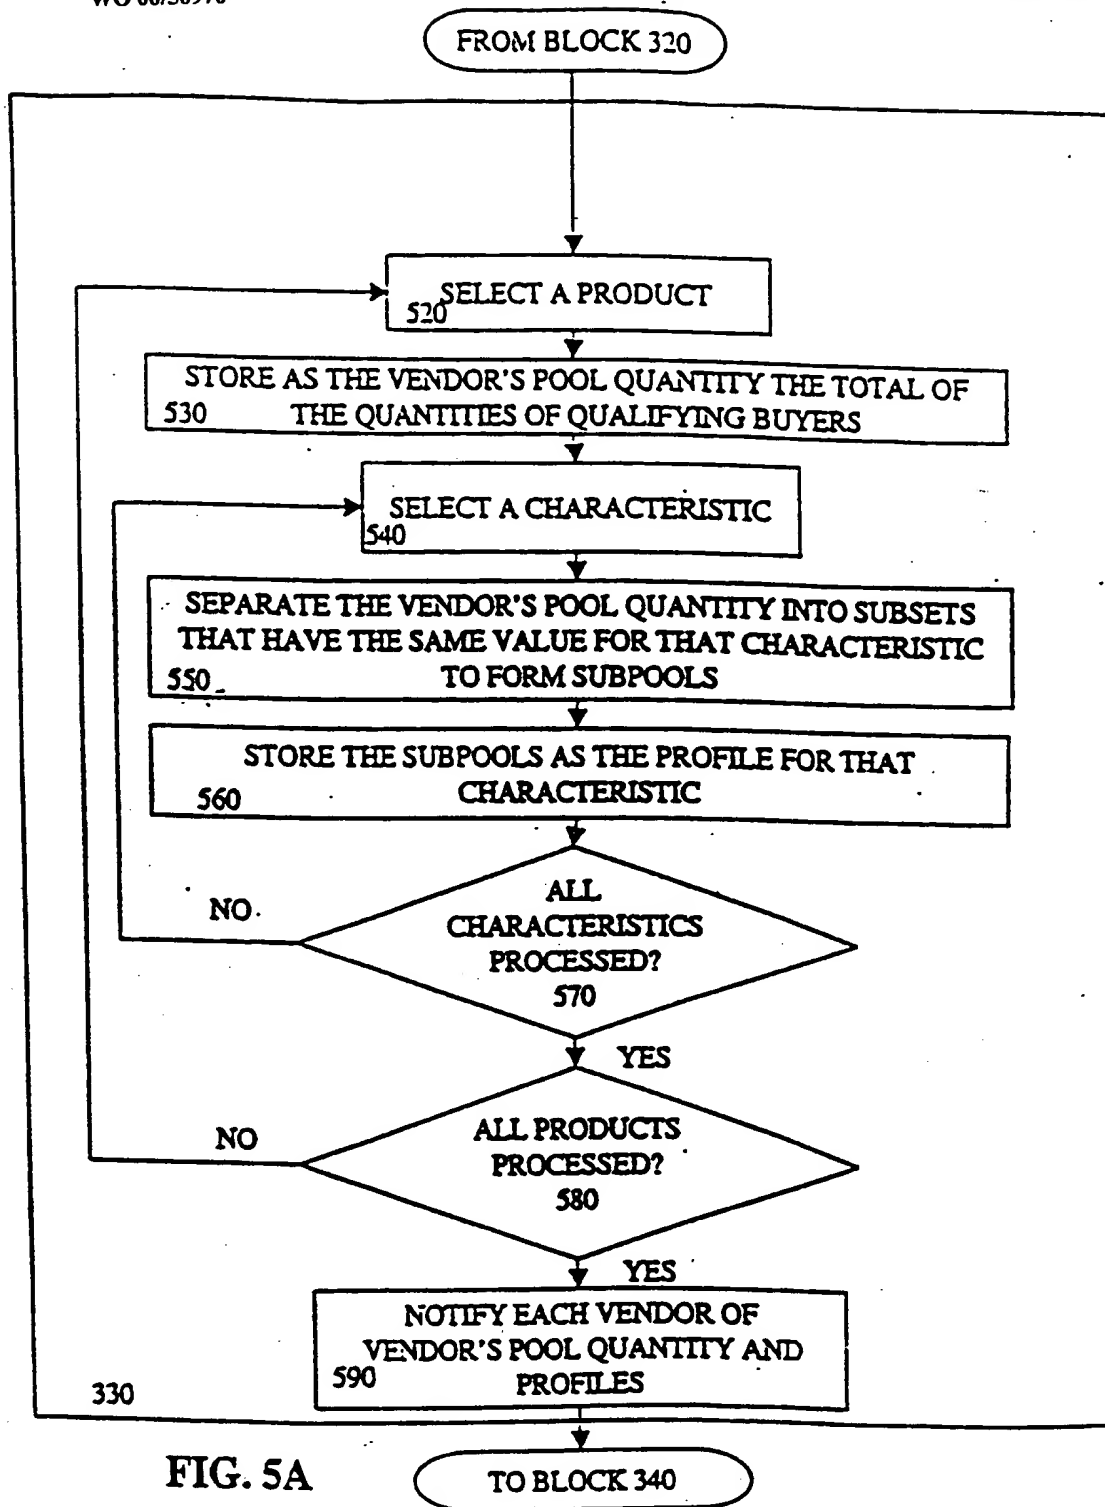 FROM BLOCK 320
SELECT A PRODUCT
520
STORE AS THE VENDOR'S POOL QUANTITY THE TOTAL OF
530 THE QUANTITIES OF QUALIFYING BUYERS
SELECT A CHARACTERISTIC
540
SEPARATE THE VENDOR'S POOL QUANTITY INTO SUBSETS
THAT HAVE THE SAME VALUE FOR THAT CHARACTERISTIC
550 TO FORM SUBPOOLS
STORE THE SUBPOOLS AS THE PROFILE FOR THAT
560 CHARACTERISTIC
ALL
NO CHARACTERISTICS
PROCESSED?
570
YES
NO ALL PRODUCTS
PROCESSED?
580
YES
NOTIFY EACH VENDOR OF
VENDOR'S POOL QUANTITY AND
590 PROFILES
330
FIG. 5A
TO BLOCK 340